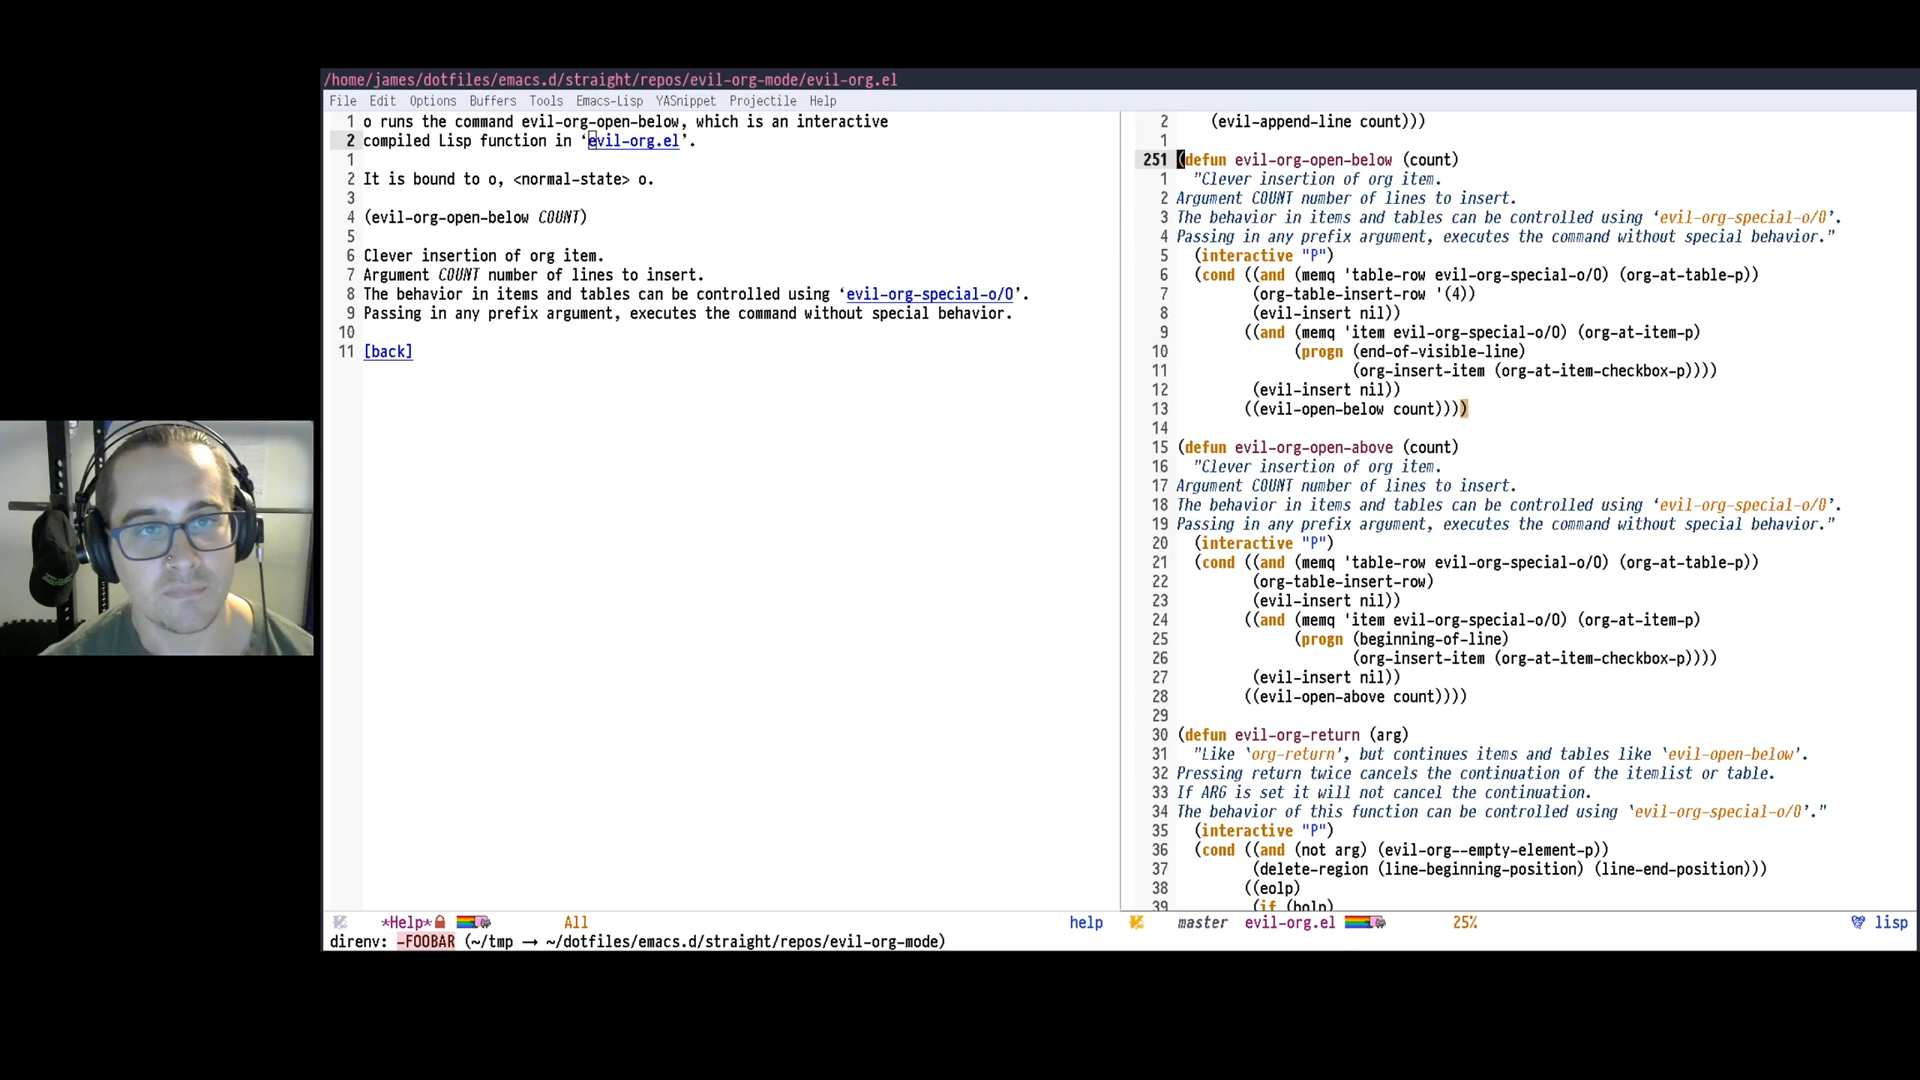 /home/james/dotfiles/emacs.d/straight/repos/evil-org-mode/evil-org.el
File Edit Options Buffers Tools Emacs-Lisp YASnippet Projectile Help
1 o runs the command evil-org-open-below, which is an interactive
2 compiled Lisp function in ‘evil-org.el’.
1
2 It is bound to o, <normal-state> o.
3
4 (evil-org-open-below COUNT)
5
6 Clever insertion of org item.
7 Argument COUNT number of lines to insert.
8 The behavior in items and tables can be controlled using ‘evil-org-special-o/O’.
9 Passing in any prefix argument, executes the command without special behavior.
10
11 [back]
*Help* All help
2 (evil-append-line count)))
1
251 (defun evil-org-open-below (count)
1 "Clever insertion of org item.
2 Argument COUNT number of lines to insert.
3 The behavior in items and tables can be controlled using ‘evil-org-special-o/O’.
4 Passing in any prefix argument, executes the command without special behavior."
5 (interactive "P")
6 (cond ((and (memq 'table-row evil-org-special-o/O) (org-at-table-p))
7 (org-table-insert-row '(4))
8 (evil-insert nil))
9 ((and (memq 'item evil-org-special-o/O) (org-at-item-p)
10 (progn (end-of-visible-line)
11 (org-insert-item (org-at-item-checkbox-p))))
12 (evil-insert nil))
13 ((evil-open-below count))))
14
15 (defun evil-org-open-above (count)
16 "Clever insertion of org item.
17 Argument COUNT number of lines to insert.
18 The behavior in items and tables can be controlled using ‘evil-org-special-o/O’.
19 Passing in any prefix argument, executes the command without special behavior."
20 (interactive "P")
21 (cond ((and (memq 'table-row evil-org-special-o/O) (org-at-table-p))
22 (org-table-insert-row)
23 (evil-insert nil))
24 ((and (memq 'item evil-org-special-o/O) (org-at-item-p)
25 (progn (beginning-of-line)
26 (org-insert-item (org-at-item-checkbox-p))))
27 (evil-insert nil))
28 ((evil-open-above count))))
29
30 (defun evil-org-return (arg)
31 "Like `org-return', but continues items and tables like `evil-open-below'.
32 Pressing return twice cancels the continuation of the itemlist or table.
33 If ARG is set it will not cancel the continuation.
34 The behavior of this function can be controlled using `evil-org-special-o/O'."
35 (interactive "P")
36 (cond ((and (not arg) (evil-org--empty-element-p))
37 (delete-region (line-beginning-position) (line-end-position)))
38 ((eolp)
39 (if (bolp)
master evil-org.el 25% lisp
direnv: -FOOBAR (~/tmp → ~/dotfiles/emacs.d/straight/repos/evil-org-mode)